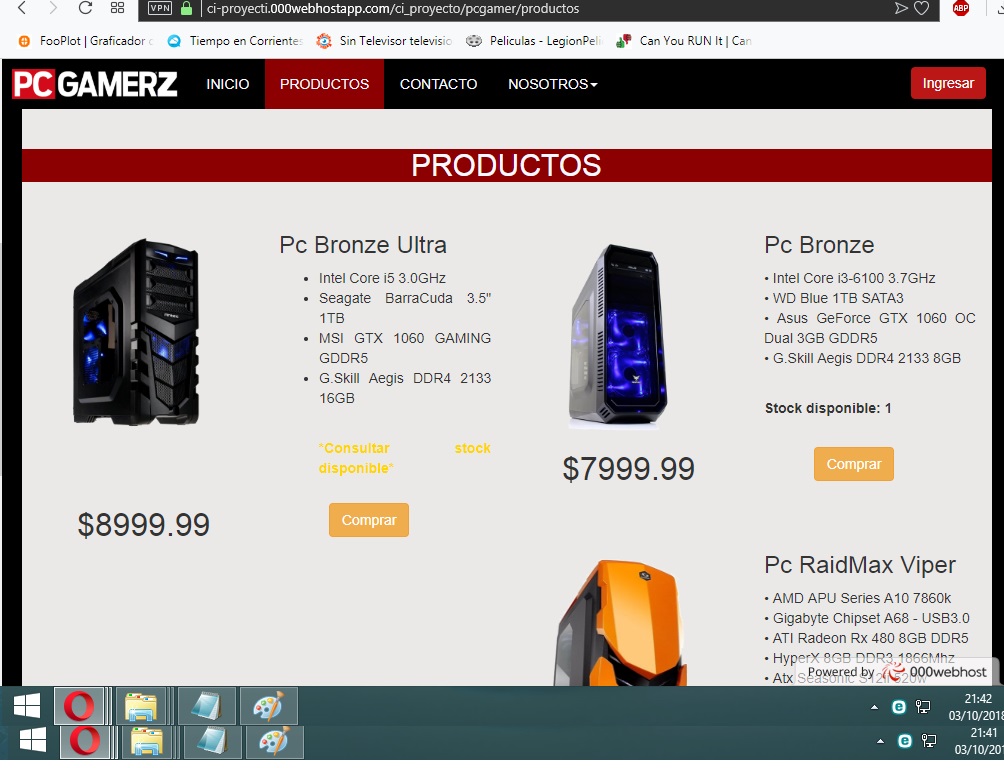 VPN
ci-proyecti.000webhostapp.com/ci_proyecto/pcgamer/productos
ABP
FooPlot | Graficador
Tiempo en Corrientes
Sin Televisor televisio
Peliculas - LegionPeli
Can You RUN It | Can
PC GAMERZ
INICIO
PRODUCTOS
CONTACTO
NOSOTROS
Ingresar
PRODUCTOS
Pc Bronze Ultra
• Intel Core i5 3.0GHz
• Seagate BarraCuda 3.5"
1TB
• MSI GTX 1060 GAMING
GDDR5
• G.Skill Aegis DDR4 2133
16GB
*Consultar stock
disponible*
$8999.99
Comprar
Pc Bronze
• Intel Core i3-6100 3.7GHz
• WD Blue 1TB SATA3
• Asus GeForce GTX 1060 OC
Dual 3GB GDDR5
• G.Skill Aegis DDR4 2133 8GB
Stock disponible: 1
$7999.99
Comprar
Pc RaidMax Viper
• AMD APU Series A10 7860k
• Gigabyte Chipset A68 - USB3.0
• ATI Radeon Rx 480 8GB DDR5
• HyperX 8GB DDR3 1866Mhz
• Atx Seasonic S12II 520w
Powered by 000webhost
21:42
03/10/2018
21:41
03/10/201